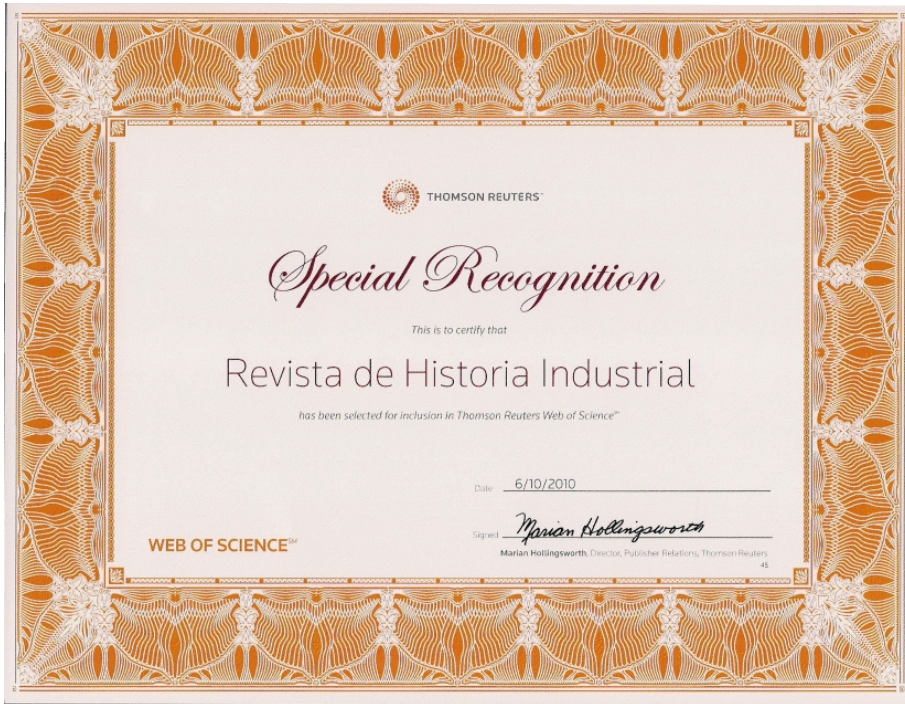 THOMSON REUTERS™
Special Recognition
This is to certify that
Revista de Historia Industrial
has been selected for inclusion in Thomson Reuters Web of Science℠
Date 6/10/2010
Signed Marian Hollingsworth
WEB OF SCIENCE℠
Marian Hollingsworth, Director, Publisher Relations, Thomson Reuters
45